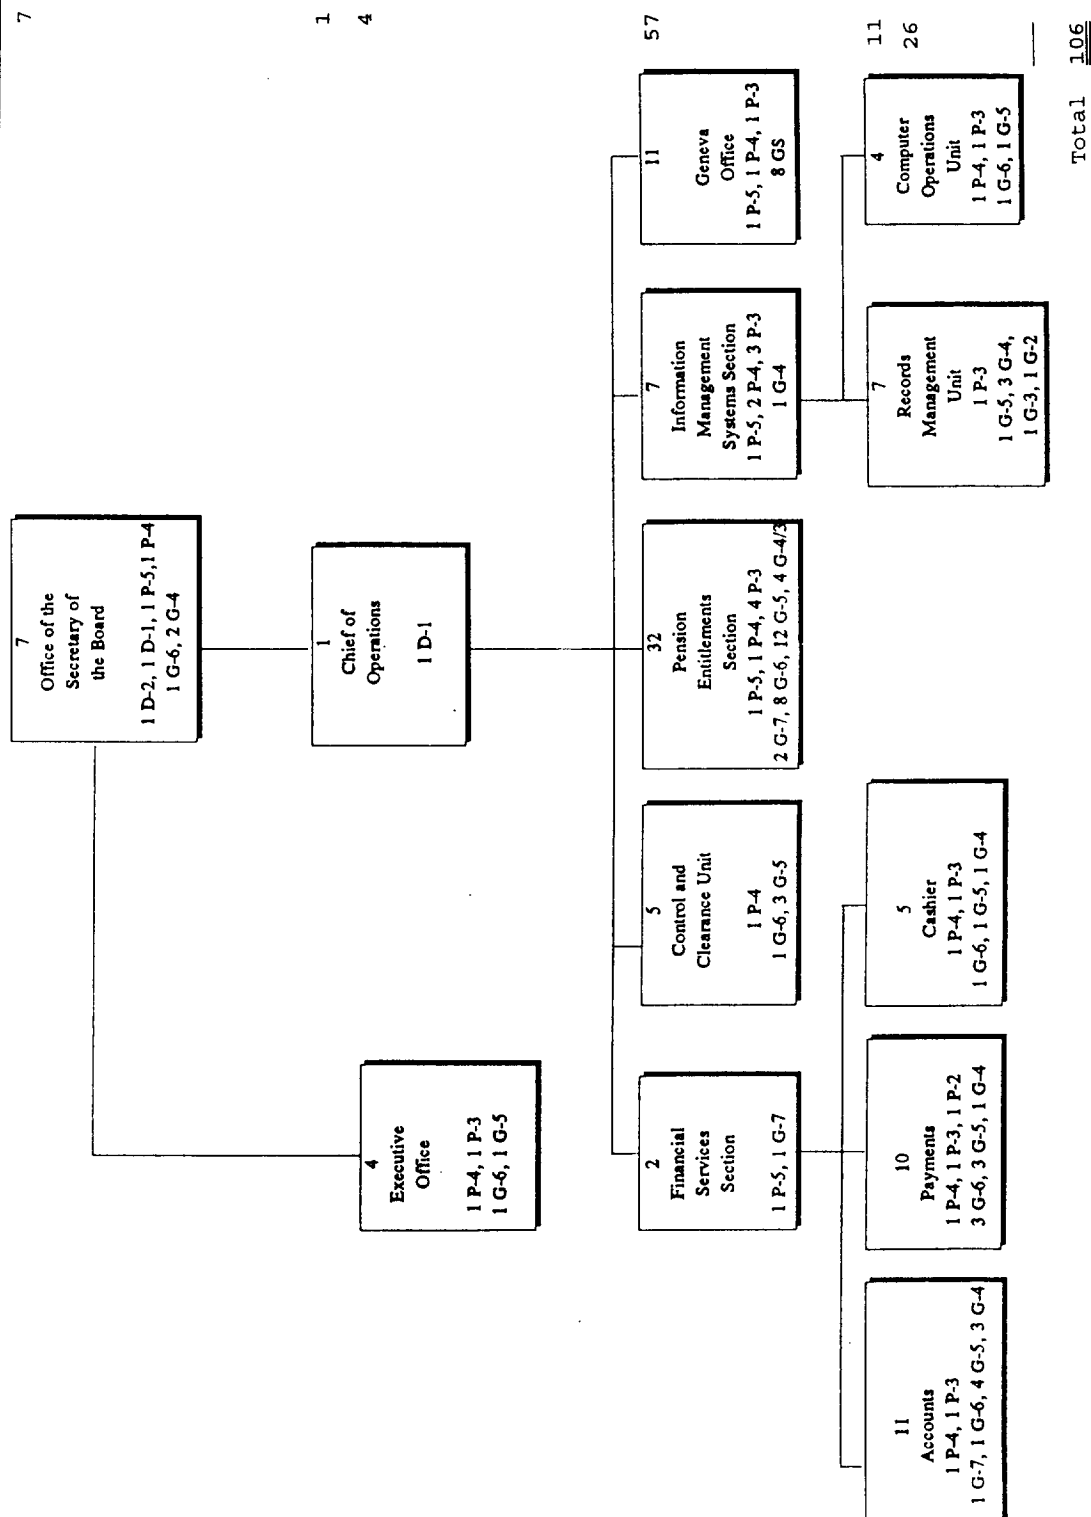 7
Office of the
Secretary of
the Board
1 D-2, 1 D-1, 1 P-5, 1 P-4
1 G-6, 2 G-4
7
1
Chief of
Operations
1 D-1
1
4
Executive
Office
1 P-4, 1 P-3
1 G-6, 1 G-5
4
2
Financial
Services
Section
1 P-5, 1 G-7
5
Control and
Clearance Unit
1 P-4
1 G-6, 3 G-5
32
Pension
Entitlements
Section
1 P-5, 1 P-4, 4 P-3
2 G-7, 8 G-6, 12 G-5, 4 G-4/3
7
Information
Management
Systems Section
1 P-5, 2 P-4, 3 P-3
1 G-4
11
Geneva
Office
1 P-5, 1 P-4, 1 P-3
8 GS
57
11
Accounts
1 P-4, 1 P-3
1 G-7, 1 G-6, 4 G-5, 3 G-4
10
Payments
1 P-4, 1 P-3, 1 P-2
3 G-6, 3 G-5, 1 G-4
5
Cashier
1 P-4, 1 P-3
1 G-6, 1 G-5, 1 G-4
7
Records
Management
Unit
1 P-3
1 G-5, 3 G-4,
1 G-3, 1 G-2
4
Computer
Operations
Unit
1 P-4, 1 P-3
1 G-6, 1 G-5
11
26
Total 106